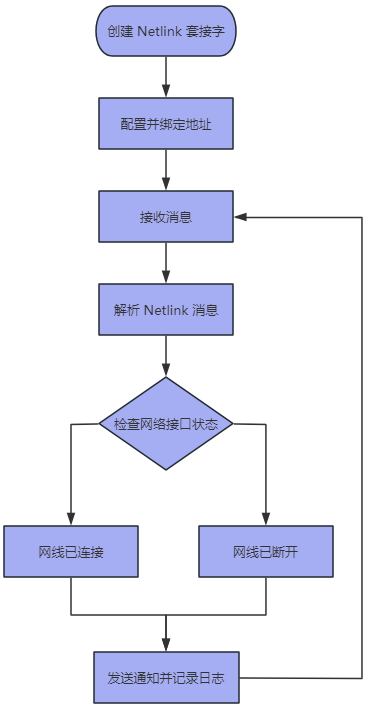 创建 Netlink 套接字
配置并绑定地址
接收消息
解析 Netlink 消息
检查网络接口状态
网线已连接
网线已断开
发送通知并记录日志